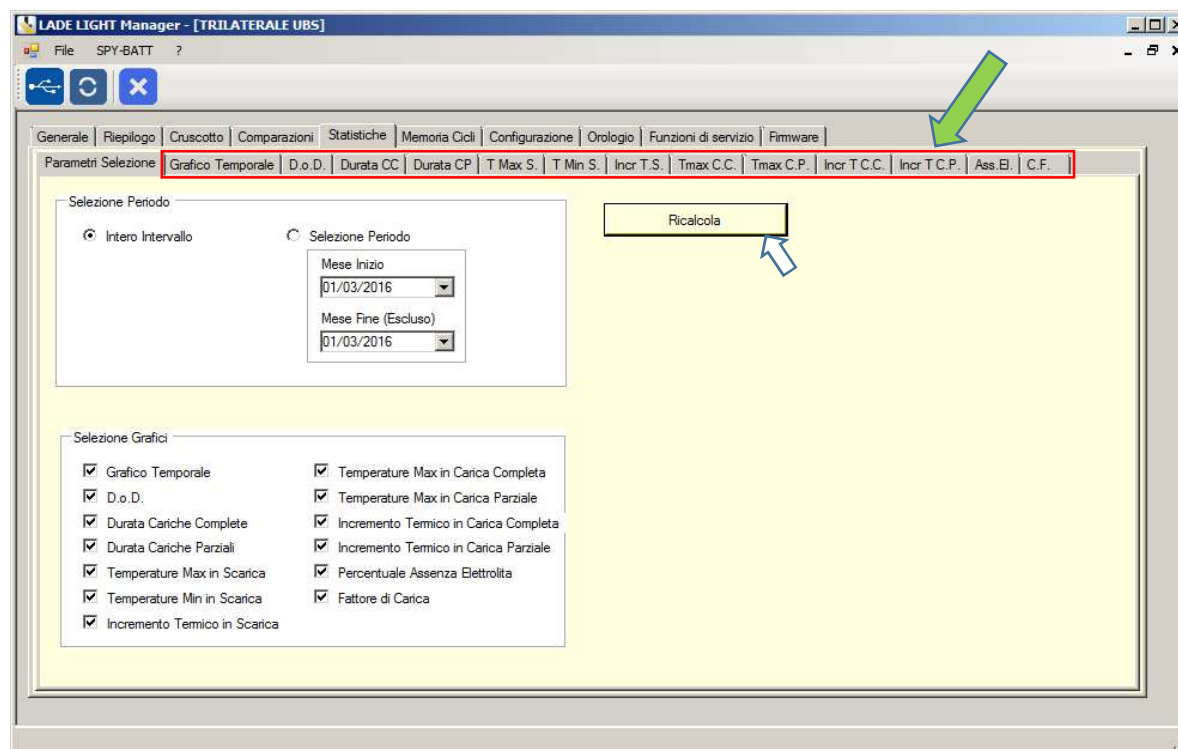 LADE LIGHT Manager - [TRILATERALE UBS]
File SPY-BATT ?
Generale Riepilogo Cruscotto Comparazioni Statistiche Memoria Cicli Configurazione Orologio Funzioni di servizio Firmware
Parametri Selezione Grafico Temporale D.o.D. Durata CC Durata CP T Max S. T Min S. Incr T.S. Tmax C.C. Tmax C.P. Incr T C.C. Incr T C.P. Ass.El. C.F.
Selezione Periodo
Intero Intervallo Selezione Periodo
Mese Inizio
01/03/2016
Mese Fine (Escluso)
01/03/2016
Ricalcola
Selezione Grafici
Grafico Temporale
D.o.D.
Durata Cariche Complete
Durata Cariche Parziali
Temperature Max in Scarica
Temperature Min in Scarica
Incremento Termico in Scarica
Temperature Max in Carica Completa
Temperature Max in Carica Parziale
Incremento Termico in Carica Completa
Incremento Termico in Carica Parziale
Percentuale Assenza Elettrolita
Fattore di Carica